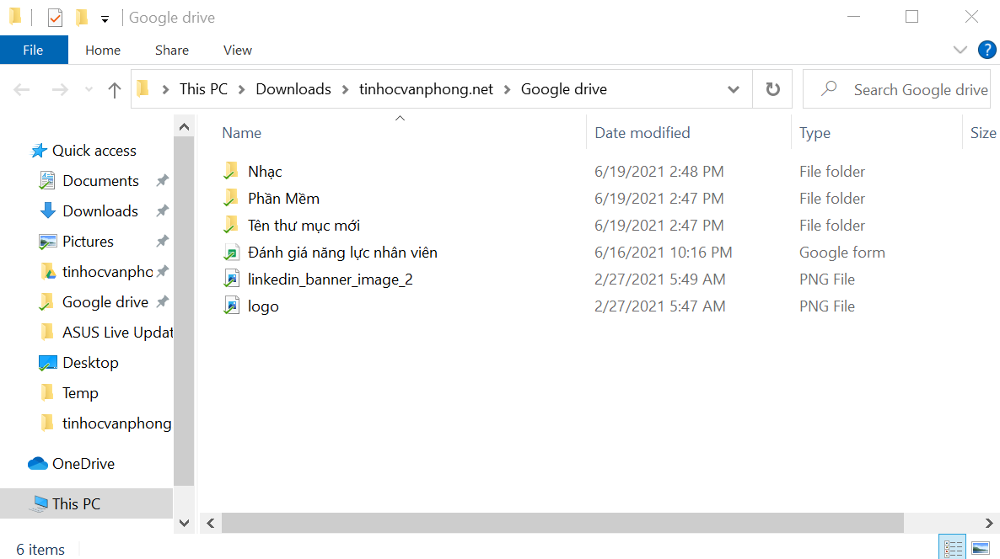 Google drive
File Home Share View
This PC Downloads tinhocvanphong.net Google drive Search Google drive
Name Date modified Type Size
Quick access
Documents
Downloads
Pictures
tinhocvanpho
Google drive
ASUS Live Updat
Desktop
Temp
tinhocvanphong
OneDrive
This PC
Nhạc 6/19/2021 2:48 PM File folder
Phần Mềm 6/19/2021 2:47 PM File folder
Tên thư mục mới 6/19/2021 2:47 PM File folder
Đánh giá năng lực nhân viên 6/16/2021 10:16 PM Google form
linkedin_banner_image_2 2/27/2021 5:49 AM PNG File
logo 2/27/2021 5:47 AM PNG File
6 items